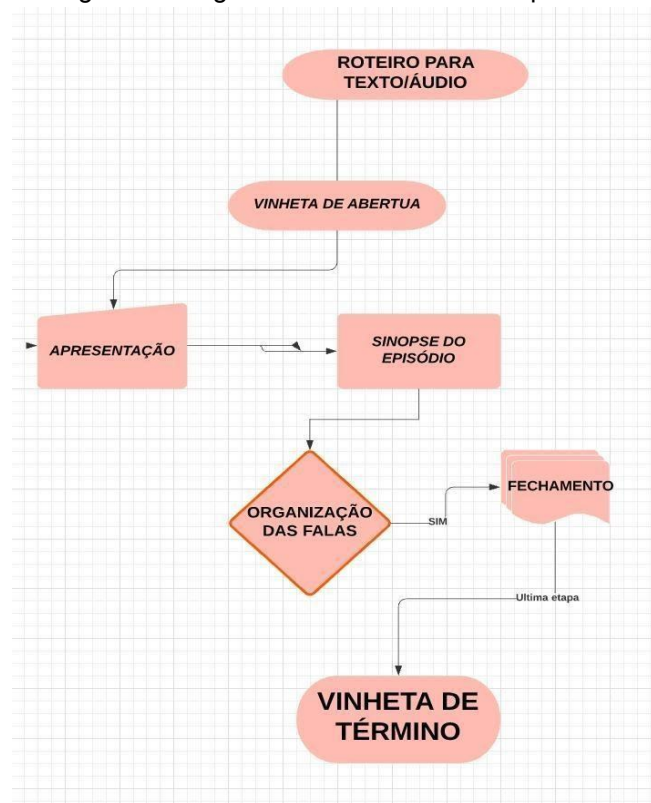 ROTEIRO PARA
TEXTO/ÁUDIO
VINHETA DE ABERTUA
APRESENTAÇÃO
SINOPSE DO
EPISÓDIO
ORGANIZAÇÃO
DAS FALAS
SIM
FECHAMENTO
Ultima etapa
VINHETA DE
TÉRMINO